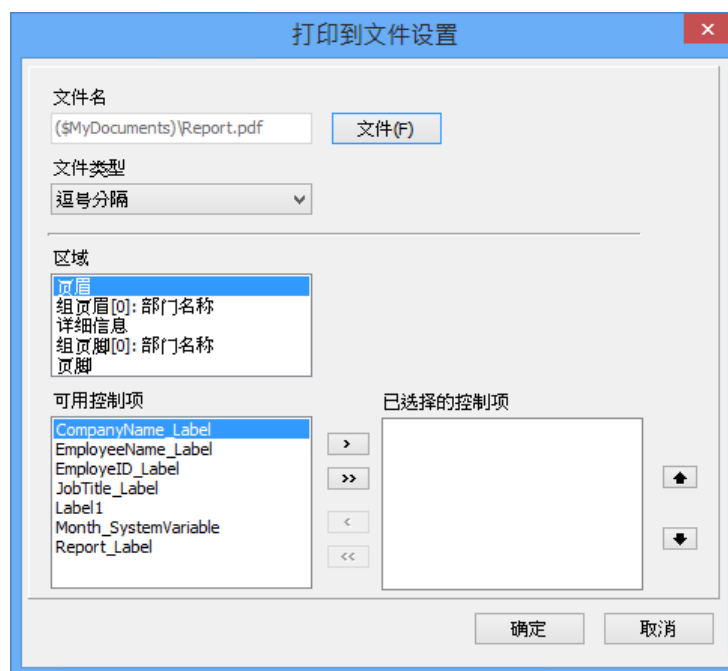 打印到文件设置
文件名
($MyDocuments)\Report.pdf
文件(F)
文件类型
逗号分隔
区域
页眉
组页眉[0]: 部门名称
详细信息
组页脚[0]: 部门名称
页脚
可用控制项
已选择的控制项
CompanyName_Label
EmployeeName_Label
EmployeID_Label
JobTitle_Label
Label1
Month_SystemVariable
Report_Label
>
>>
<
<<
确定
取消